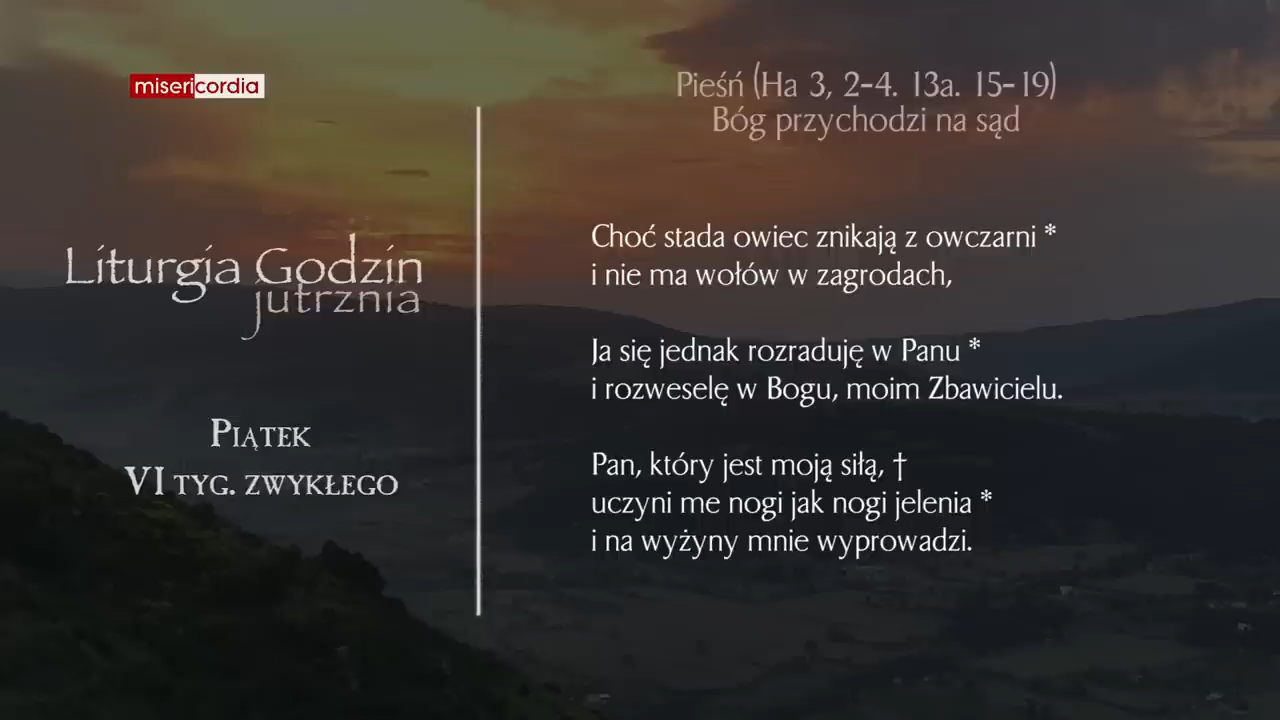 misericordia
Liturgia Godzin
jutrznia
Piątek
VI tyg. zwykłego
Pieśń (Ha 3, 2-4. 13a. 15-19)
Bóg przychodzi na sąd
Choć stada owiec znikają z owczarni *
i nie ma wołów w zagrodach,
Ja się jednak rozraduję w Panu *
i rozweselę w Bogu, moim Zbawicielu.
Pan, który jest moją siłą, †
uczyni me nogi jak nogi jelenia *
i na wyżyny mnie wyprowadzi.